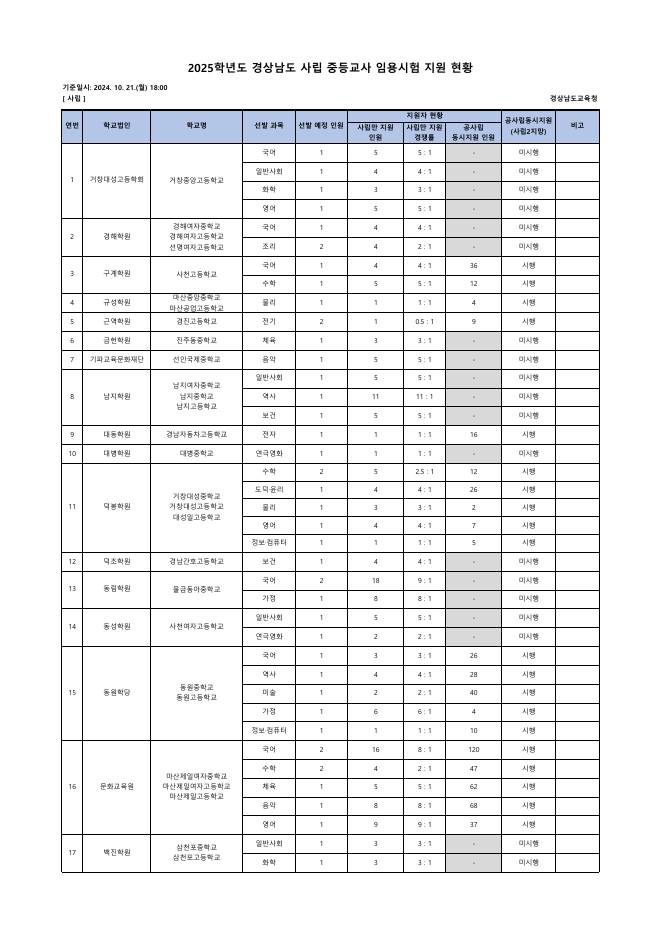 2025학년도 경상남도 사립 중등교사 임용시험 지원 현황
기준일시: 2024. 10. 21.(월) 18:00
[ 사립 ] 경상남도교육청
연번 학교법인 학교명 선발 과목 선발 예정 인원 지원자 현황 공사립동시지원 (사립2지망) 비고
사립만 지원 인원 사립만 지원 경쟁률 공사립 동시지원 인원
1 거창대성고등학회 거창중앙고등학교 국어 1 5 5 : 1 - 미시행
일반사회 1 4 4 : 1 - 미시행
화학 1 3 3 : 1 - 미시행
영어 1 5 5 : 1 - 미시행
2 경해학원 경해여자중학교 경해여자고등학교 선명여자고등학교 국어 1 4 4 : 1 - 미시행
조리 2 4 2 : 1 - 미시행
3 구계학원 사천고등학교 국어 1 4 4 : 1 36 시행
수학 1 5 5 : 1 12 시행
4 규성학원 마산중앙중학교 마산공업고등학교 물리 1 1 1 : 1 4 시행
5 근역학원 경진고등학교 전기 2 1 0.5 : 1 9 시행
6 금헌학원 진주동중학교 체육 1 3 3 : 1 - 미시행
7 기파교육문화재단 선인국제중학교 음악 1 5 5 : 1 - 미시행
8 남지학원 남지여자중학교 남지중학교 남지고등학교 일반사회 1 5 5 : 1 - 미시행
역사 1 11 11 : 1 - 미시행
보건 1 5 5 : 1 - 미시행
9 대동학원 경남자동차고등학교 전자 1 1 1 : 1 16 시행
10 대병학원 대병중학교 연극영화 1 1 1 : 1 - 미시행
11 덕봉학원 거창대성중학교 거창대성고등학교 대성일고등학교 수학 2 5 2.5 : 1 12 시행
도덕·윤리 1 4 4 : 1 26 시행
물리 1 3 3 : 1 2 시행
영어 1 4 4 : 1 7 시행
정보·컴퓨터 1 1 1 : 1 5 시행
12 덕조학원 경남간호고등학교 보건 1 4 4 : 1 - 미시행
13 동림학원 물금동아중학교 국어 2 18 9 : 1 - 미시행
가정 1 8 8 : 1 - 미시행
14 동성학원 사천여자고등학교 일반사회 1 5 5 : 1 - 미시행
연극영화 1 2 2 : 1 - 미시행
15 동원학당 동원중학교 동원고등학교 국어 1 3 3 : 1 26 시행
역사 1 4 4 : 1 28 시행
미술 1 2 2 : 1 40 시행
가정 1 6 6 : 1 4 시행
정보·컴퓨터 1 1 1 : 1 10 시행
16 문화교육원 마산제일여자중학교 마산제일여자고등학교 마산제일고등학교 국어 2 16 8 : 1 120 시행
수학 2 4 2 : 1 47 시행
체육 1 5 5 : 1 62 시행
음악 1 8 8 : 1 68 시행
영어 1 9 9 : 1 37 시행
17 백진학원 삼천포중학교 삼천포고등학교 일반사회 1 3 3 : 1 - 미시행
화학 1 3 3 : 1 - 미시행